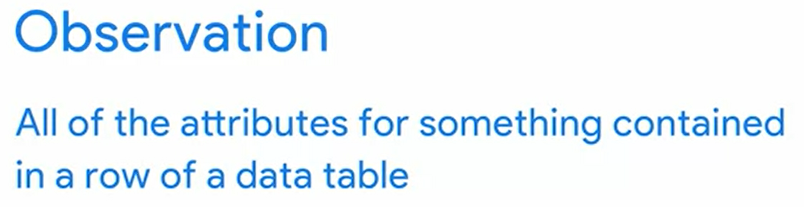 Observation
All of the attributes for something contained
in a row of a data table